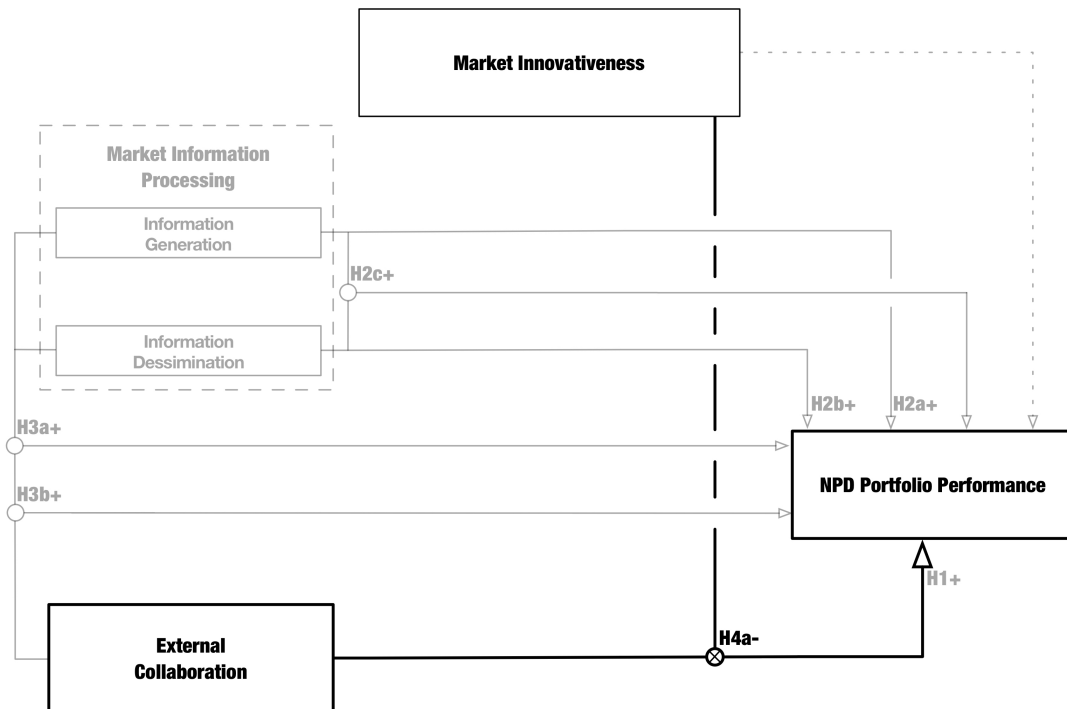 Market Innovativeness
Market Information
Processing
Information
Generation
H2c+
Information
Dessimination
H2b+
H2a+
H3a+
H3b+
NPD Portfolio Performance
H1+
H4a-
External
Collaboration